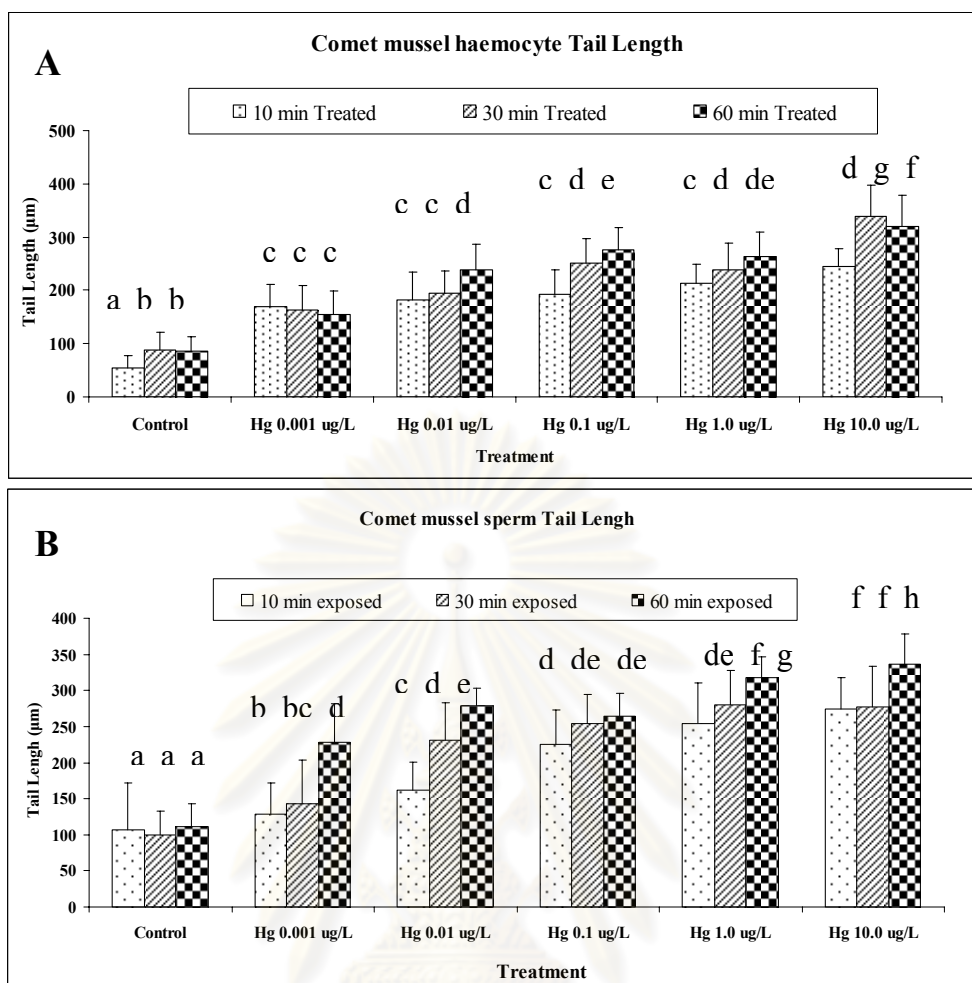 A
Comet mussel haemocyte Tail Length
10 min Treated 30 min Treated 60 min Treated
Tail Length (µm)
500
400
300
200
100
0
a b b
c c c
c c d
c d e
c d de
d g f
Control Hg 0.001 ug/L Hg 0.01 ug/L Hg 0.1 ug/L Hg 1.0 ug/L Hg 10.0 ug/L
Treatment
B
Comet mussel sperm Tail Lengh
10 min exposed 30 min exposed 60 min exposed
Tail Lengh (µm)
400
350
300
250
200
150
100
50
0
a a a
b bc d
c d e
d de de
de f g
f f h
Control Hg 0.001 ug/L Hg 0.01 ug/L Hg 0.1 ug/L Hg 1.0 ug/L Hg 10.0 ug/L
Treatment